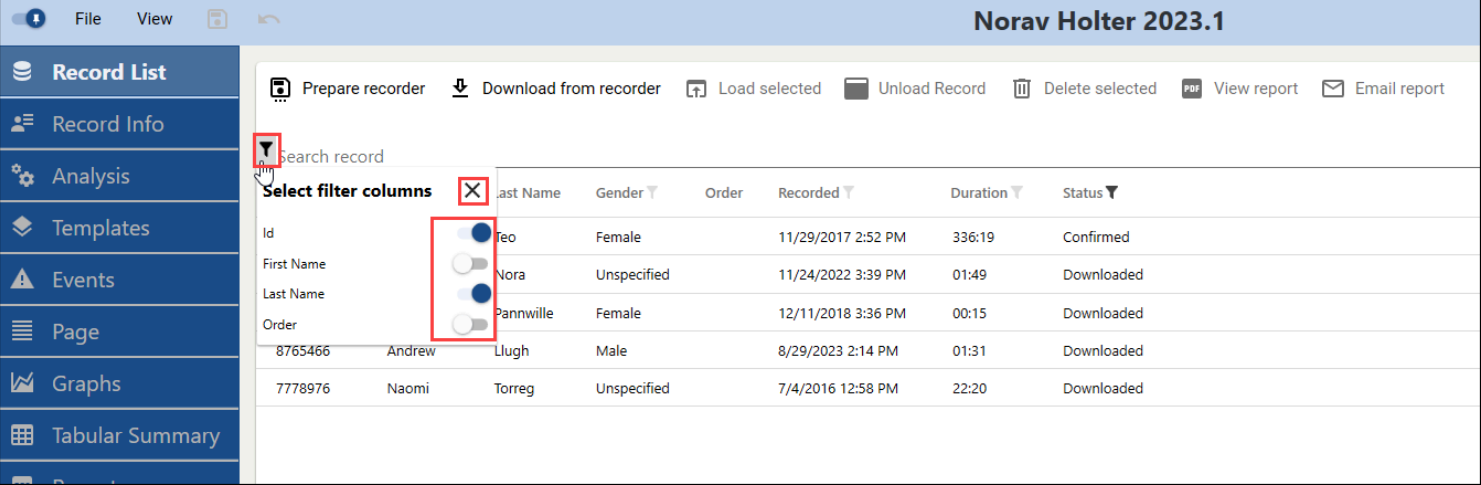 File View Norav Holter 2023.1
Record List
Prepare recorder Download from recorder Load selected Unload Record Delete selected PDF View report Email report
Record Info
Search record
Analysis
Select filter columns ast Name Gender Order Recorded Duration Status
Templates
Id Teo Female 11/29/2017 2:52 PM 336:19 Confirmed
First Name
Events
Nora Unspecified 11/24/2022 3:39 PM 01:49 Downloaded
Last Name
Pannwille Female 12/11/2018 3:36 PM 00:15 Downloaded
Order
Page
8765466 Andrew Llugh Male 8/29/2023 2:14 PM 01:31 Downloaded
Graphs
7778976 Naomi Torreg Unspecified 7/4/2016 12:58 PM 22:20 Downloaded
Tabular Summary